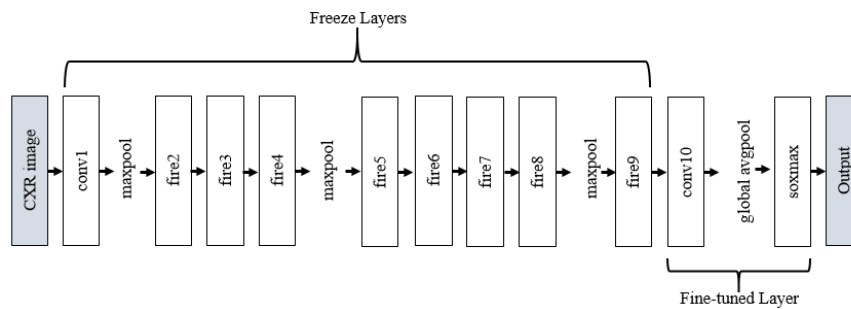 Freeze Layers
CXR image
conv1
maxpool
fire2
fire3
fire4
maxpool
fire5
fire6
fire7
fire8
maxpool
fire9
conv10
global avgpool
soxmax
Output
Fine-tuned Layer